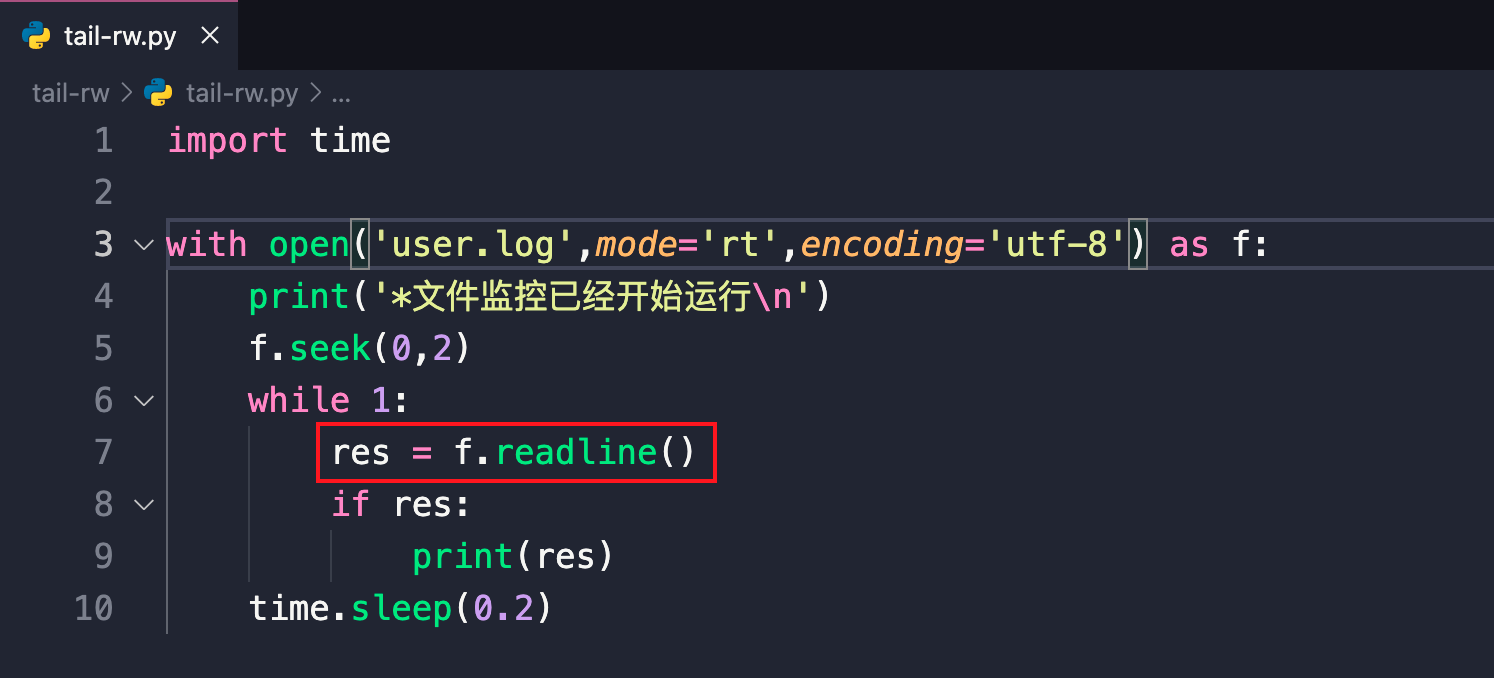 tail-rw.py
tail-rw > tail-rw.py > ...
1 import time
2
3 with open('user.log',mode='rt',encoding='utf-8') as f:
4     print('*文件监控已经开始运行\n')
5     f.seek(0,2)
6     while 1:
7         res = f.readline()
8         if res:
9             print(res)
10     time.sleep(0.2)